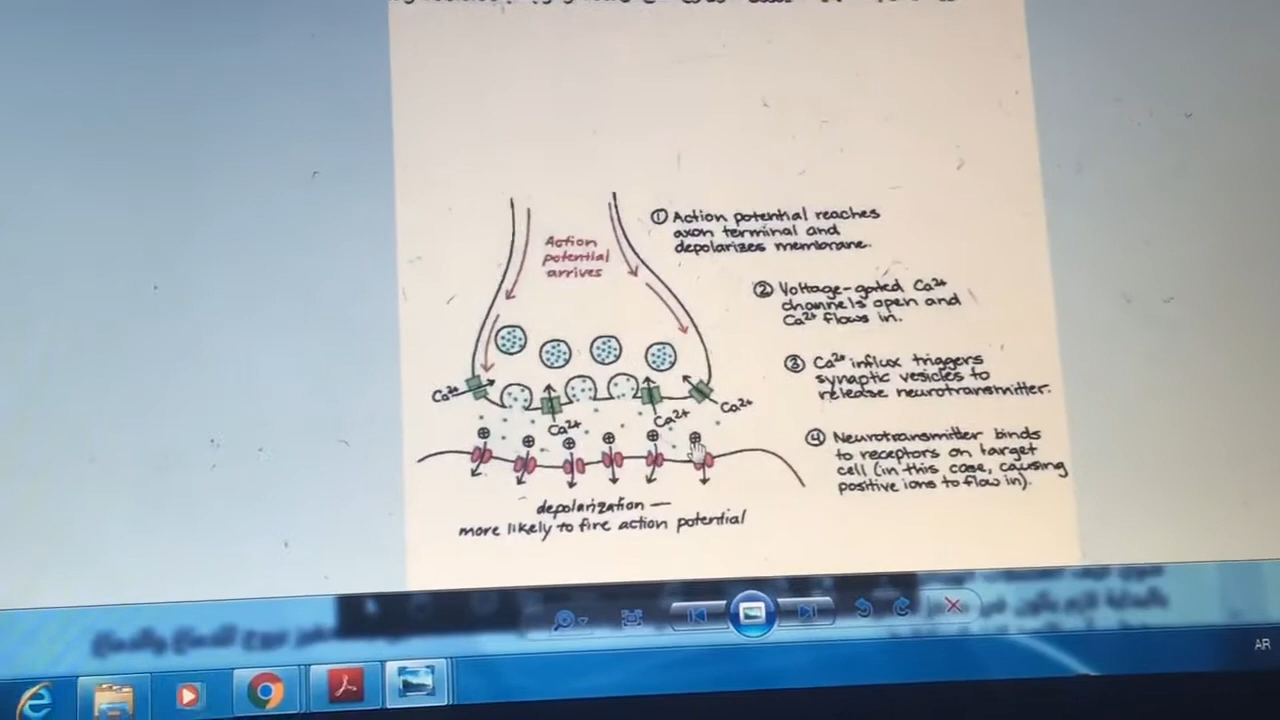 Action
potential
arrives
① Action potential reaches
axon terminal and
depolarizes membrane.
② Voltage-gated Ca²⁺
channels open and
Ca²⁺ flows in.
③ Ca²⁺ influx triggers
synaptic vesicles to
release neurotransmitter.
④ Neurotransmitter binds
to receptors on target
cell (in this case, causing
positive ions to flow in).
Ca²⁺
Ca²⁺
Ca²⁺
Ca²⁺
depolarization —
more likely to fire action potential
AR